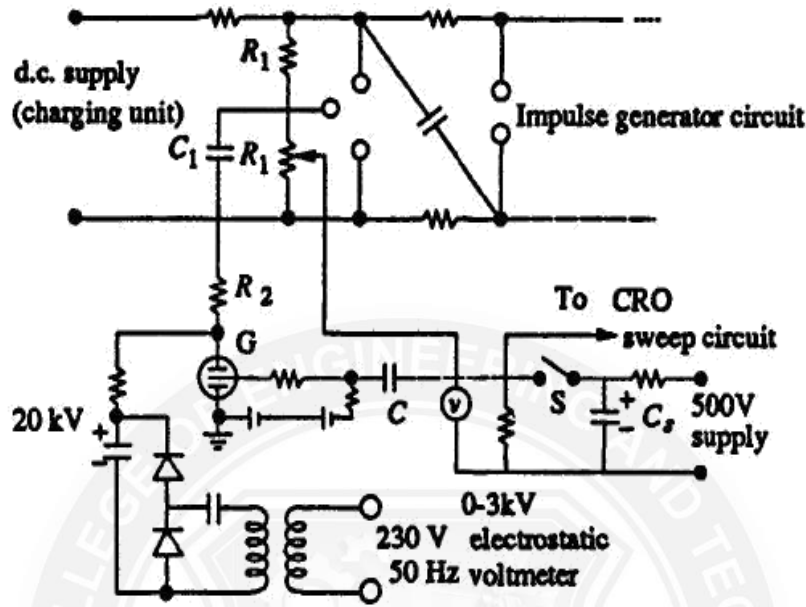 R1
d.c. supply
(charging unit)
Impulse generator circuit
C1
R1
R2
To CRO
sweep circuit
G
20 kV
+
-
C
v
S
+
-
Cs
500V
supply
0-3kV
230 V electrostatic
50 Hz voltmeter